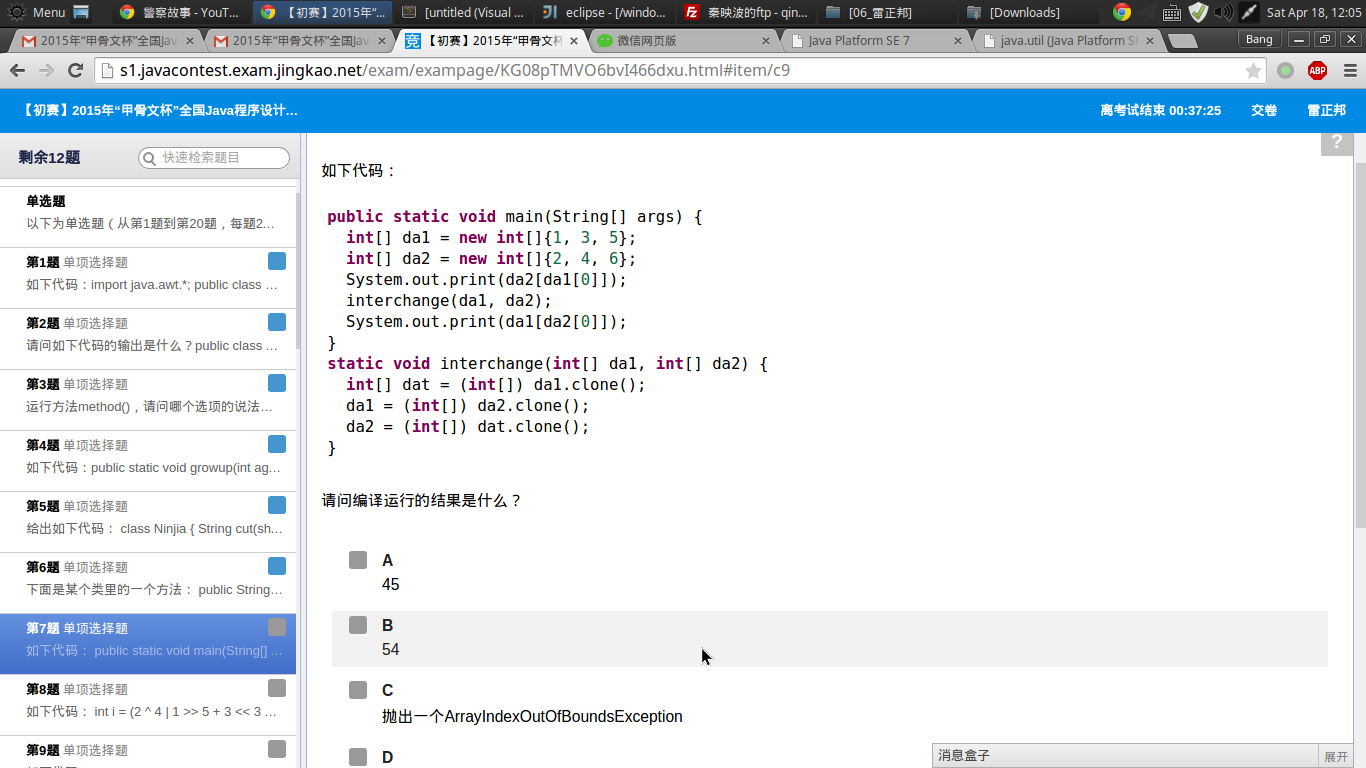 Menu 警察故事 - YouT... 【初赛】2015年“... [untitled (Visual ... eclipse - [/windo... 秦映波的ftp - qin... [06_雷正邦] [Downloads] Sat Apr 18, 12:05
2015年“甲骨文杯”全国Jav 2015年“甲骨文杯”全国Jav 【初赛】2015年“甲骨文杯 微信网页版 Java Platform SE 7 java.util (Java Platform SE Bang
s1.javacontest.exam.jingkao.net/exam/exampage/KG08pTMVO6bvI466dxu.html#item/c9 ABP
【初赛】2015年“甲骨文杯”全国Java程序设计… 离考试结束 00:37:25 交卷 雷正邦
剩余12题 快速检索题目 ?
单选题
以下为单选题（从第1题到第20题，每题2…
第1题 单项选择题
如下代码：import java.awt.*; public class …
第2题 单项选择题
请问如下代码的输出是什么？public class …
第3题 单项选择题
运行方法method()，请问哪个选项的说法…
第4题 单项选择题
如下代码：public static void growup(int ag…
第5题 单项选择题
给出如下代码： class Ninjia { String cut(sh…
第6题 单项选择题
下面是某个类里的一个方法： public String…
第7题 单项选择题
如下代码： public static void main(String[] …
第8题 单项选择题
如下代码： int i = (2 ^ 4 | 1 >> 5 + 3 << 3 …
第9题 单项选择题
如下代码：
public static void main(String[] args) {
int[] da1 = new int[]{1, 3, 5};
int[] da2 = new int[]{2, 4, 6};
System.out.print(da2[da1[0]]);
interchange(da1, da2);
System.out.print(da1[da2[0]]);
}
static void interchange(int[] da1, int[] da2) {
int[] dat = (int[]) da1.clone();
da1 = (int[]) da2.clone();
da2 = (int[]) dat.clone();
}
请问编译运行的结果是什么？
A
45
B
54
C
抛出一个ArrayIndexOutOfBoundsException
D
消息盒子 展开